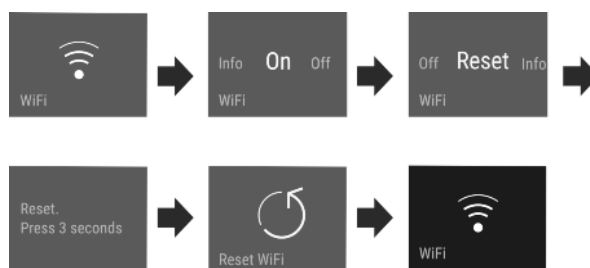 WiFi
Info On Off
WiFi
Off Reset Info
WiFi
Reset.
Press 3 seconds
Reset WiFi
WiFi